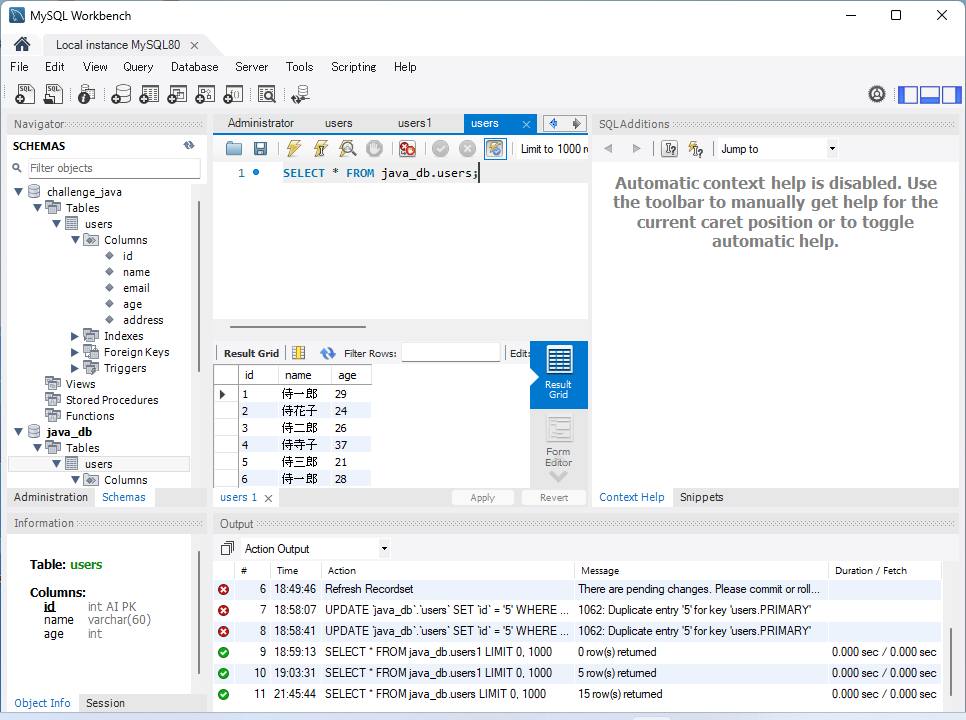 MySQL Workbench
Local instance MySQL80
File Edit View Query Database Server Tools Scripting Help
Navigator
SCHEMAS
Filter objects
challenge_java
Tables
users
Columns
id
name
email
age
address
Indexes
Foreign Keys
Triggers
Views
Stored Procedures
Functions
java_db
Tables
users
Columns
Administration Schemas
Information
Table: users
Columns:
id int AI PK
name varchar(60)
age int
Object Info Session
Administrator users users1 users
Limit to 1000 r
1 SELECT * FROM java_db.users;
Result Grid Filter Rows: Edit:
id name age
1 侍一郎 29
2 侍花子 24
3 侍二郎 26
4 侍寺子 37
5 侍三郎 21
6 侍一郎 28
Result
Grid
Form
Editor
users 1 Apply Revert
SQLAdditions
Jump to
Automatic context help is disabled. Use
the toolbar to manually get help for the
current caret position or to toggle
automatic help.
Context Help Snippets
Output
Action Output
# Time Action Message Duration / Fetch
6 18:49:46 Refresh Recordset There are pending changes. Please commit or roll...
7 18:58:07 UPDATE `java_db`.`users` SET `id` = '5' WHERE ... 1062: Duplicate entry '5' for key 'users.PRIMARY'
8 18:58:41 UPDATE `java_db`.`users` SET `id` = '5' WHERE ... 1062: Duplicate entry '5' for key 'users.PRIMARY'
9 18:59:13 SELECT * FROM java_db.users1 LIMIT 0, 1000 0 row(s) returned 0.000 sec / 0.000 sec
10 19:03:31 SELECT * FROM java_db.users1 LIMIT 0, 1000 5 row(s) returned 0.000 sec / 0.000 sec
11 21:45:44 SELECT * FROM java_db.users LIMIT 0, 1000 15 row(s) returned 0.000 sec / 0.000 sec